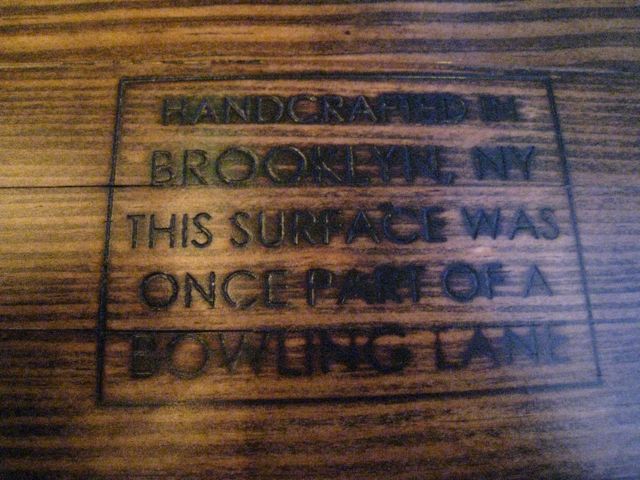 HANDCRAFTED IN
BROOKLYN, NY
THIS SURFACE WAS
ONCE PART OF A
BOWLING LANE